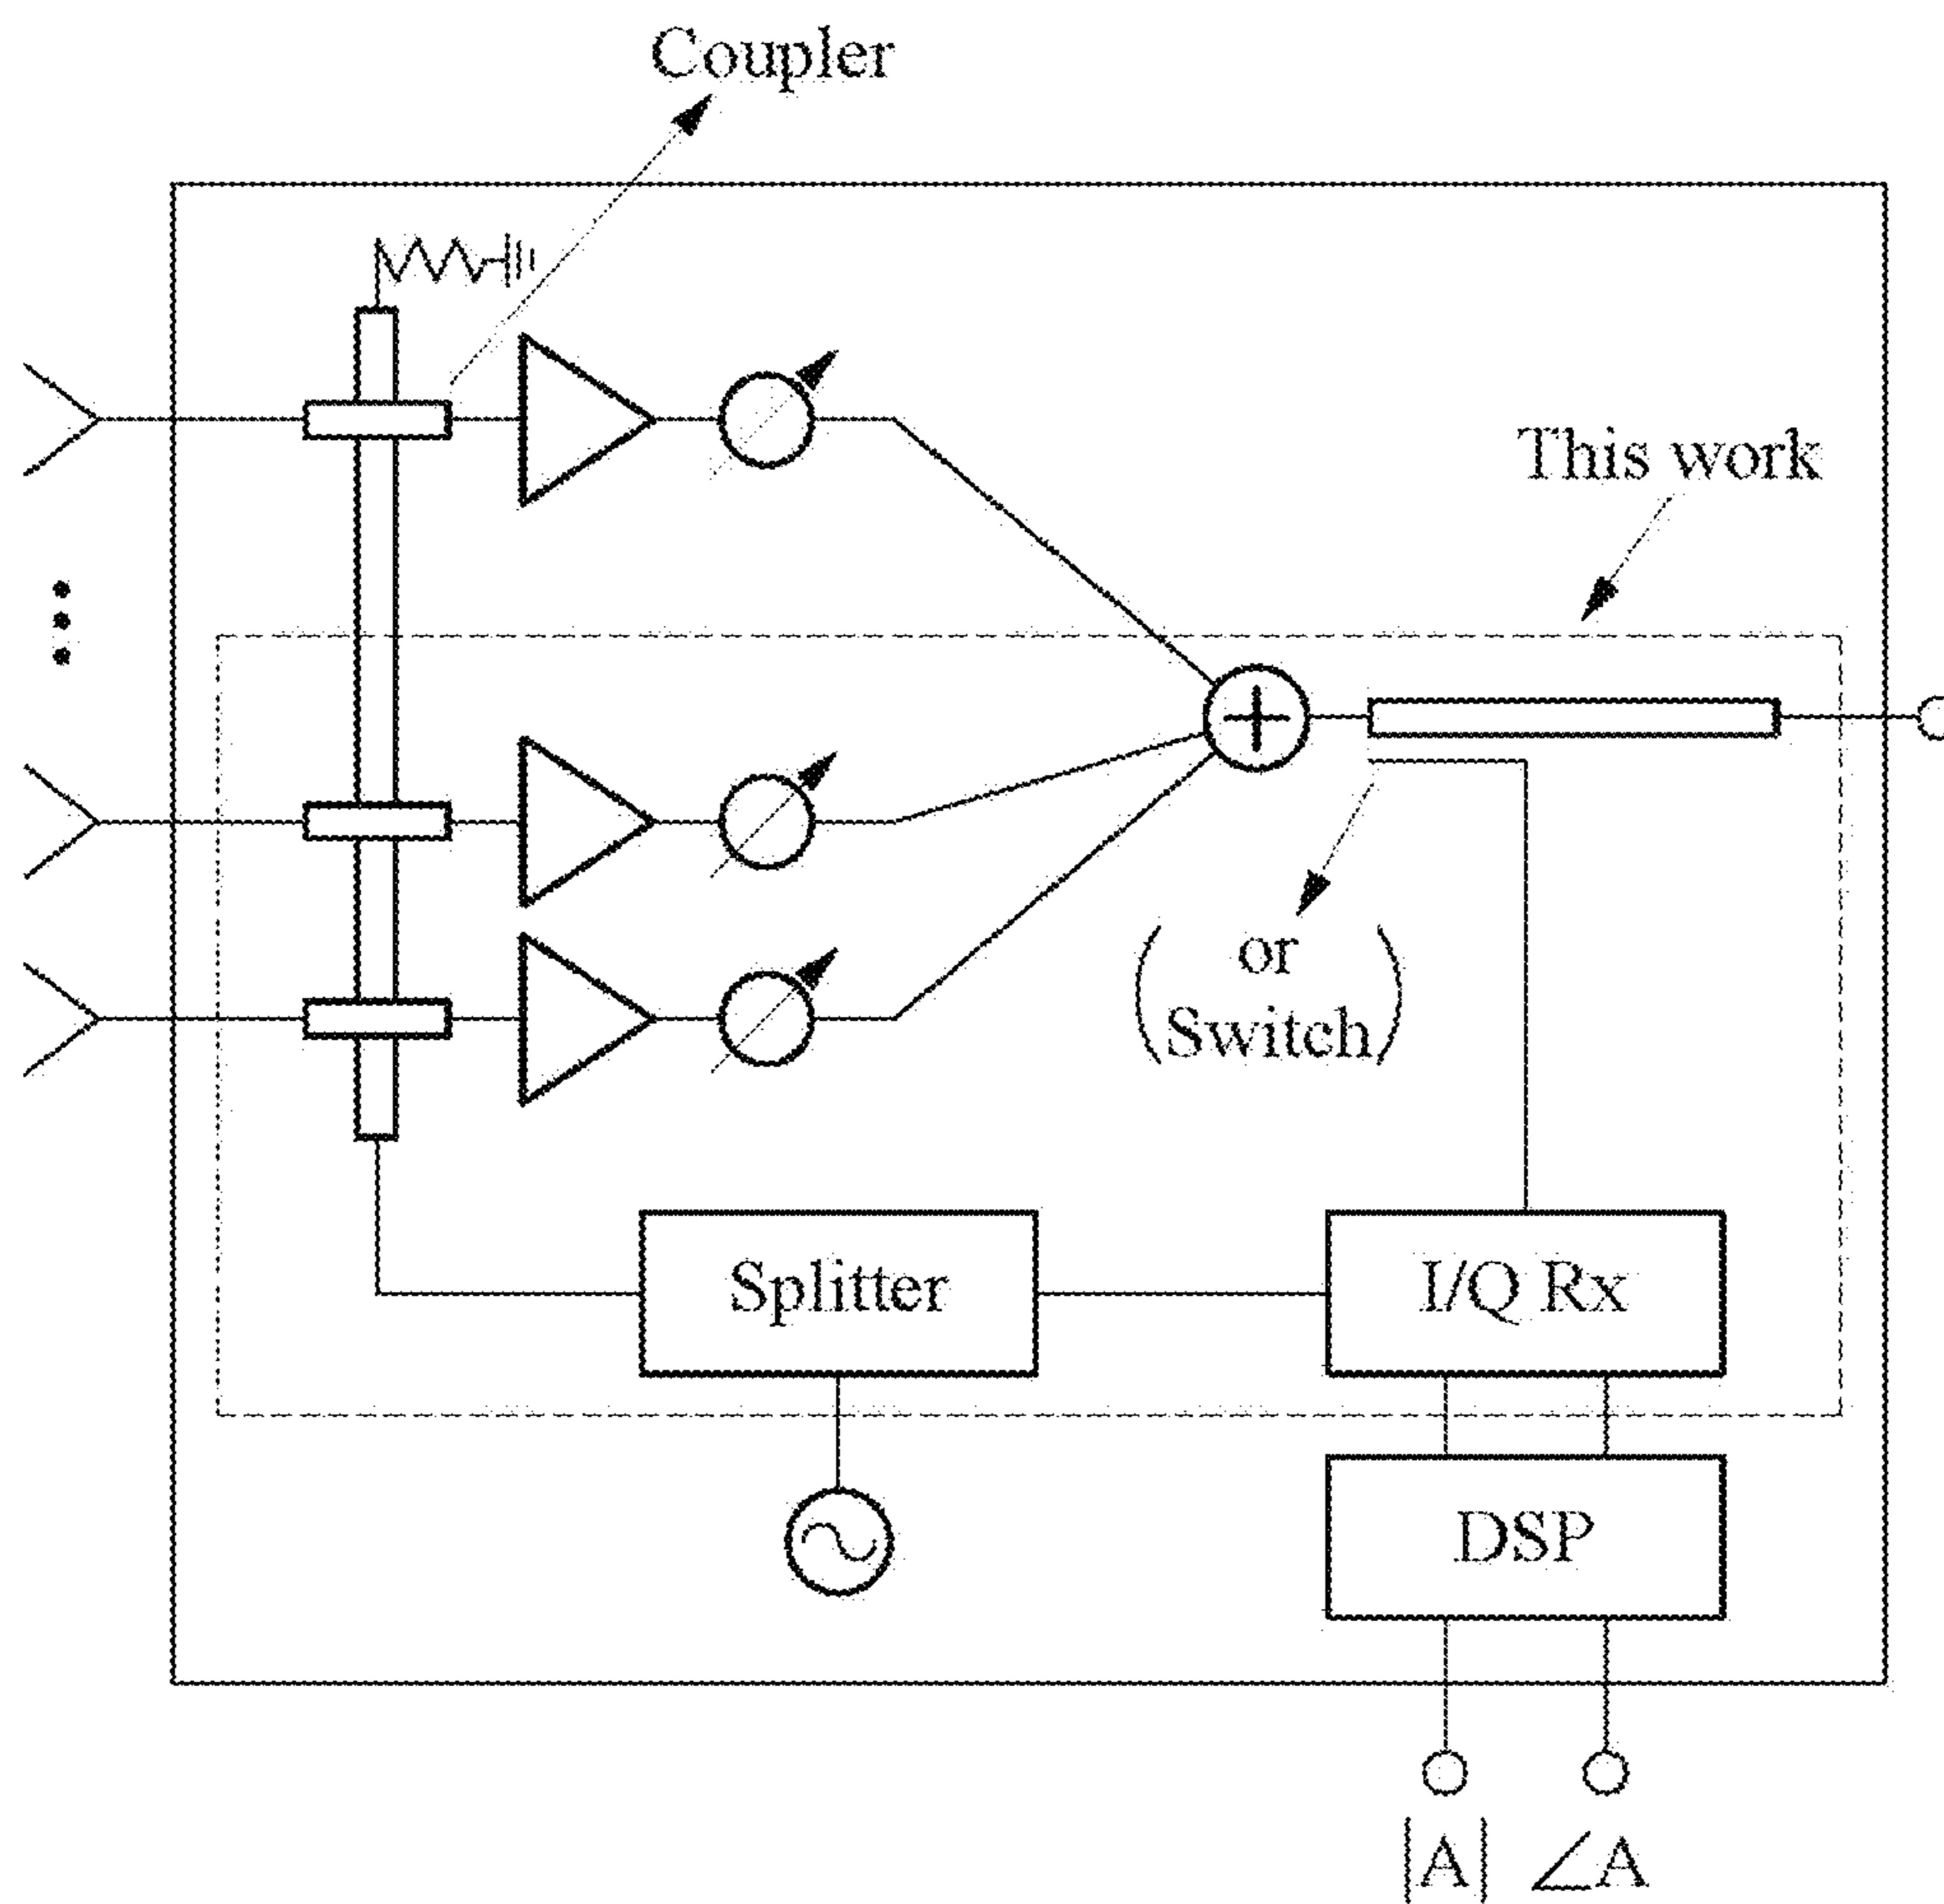 Coupler
This work
(or
Switch)
Splitter
I/Q Rx
DSP
|A| ∠A